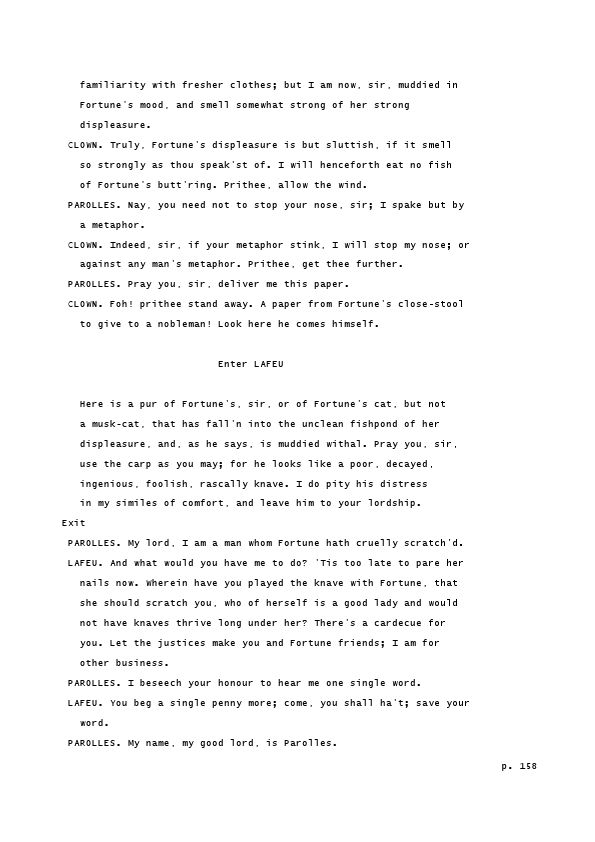 familiarity with fresher clothes; but I am now, sir, muddied in
Fortune's mood, and smell somewhat strong of her strong
displeasure.
CLOWN. Truly, Fortune's displeasure is but sluttish, if it smell
so strongly as thou speak'st of. I will henceforth eat no fish
of Fortune's butt'ring. Prithee, allow the wind.
PAROLLES. Nay, you need not to stop your nose, sir; I spake but by
a metaphor.
CLOWN. Indeed, sir, if your metaphor stink, I will stop my nose; or
against any man's metaphor. Prithee, get thee further.
PAROLLES. Pray you, sir, deliver me this paper.
CLOWN. Foh! prithee stand away. A paper from Fortune's close-stool
to give to a nobleman! Look here he comes himself.
Enter LAFEU
Here is a pur of Fortune's, sir, or of Fortune's cat, but not
a musk-cat, that has fall'n into the unclean fishpond of her
displeasure, and, as he says, is muddied withal. Pray you, sir,
use the carp as you may; for he looks like a poor, decayed,
ingenious, foolish, rascally knave. I do pity his distress
in my similes of comfort, and leave him to your lordship.
Exit
PAROLLES. My lord, I am a man whom Fortune hath cruelly scratch'd.
LAFEU. And what would you have me to do? 'Tis too late to pare her
nails now. Wherein have you played the knave with Fortune, that
she should scratch you, who of herself is a good lady and would
not have knaves thrive long under her? There's a cardecue for
you. Let the justices make you and Fortune friends; I am for
other business.
PAROLLES. I beseech your honour to hear me one single word.
LAFEU. You beg a single penny more; come, you shall ha't; save your
word.
PAROLLES. My name, my good lord, is Parolles.
p. 158